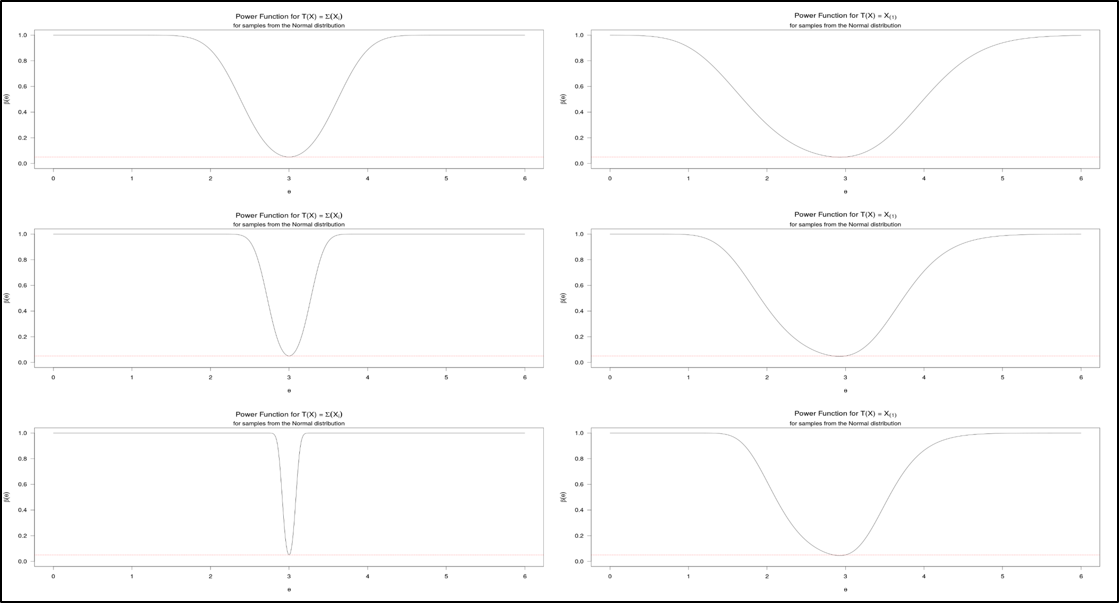 Power Function for T(X) = Σ(Xᵢ)
for samples from the Normal distribution
β(θ)
1.0
0.8
0.6
0.4
0.2
0.0
0 1 2 3 4 5 6
θ
Power Function for T(X) = X₍₁₎
for samples from the Normal distribution
β(θ)
1.0
0.8
0.6
0.4
0.2
0.0
0 1 2 3 4 5 6
θ
Power Function for T(X) = Σ(Xᵢ)
for samples from the Normal distribution
β(θ)
1.0
0.8
0.6
0.4
0.2
0.0
0 1 2 3 4 5 6
θ
Power Function for T(X) = X₍₁₎
for samples from the Normal distribution
β(θ)
1.0
0.8
0.6
0.4
0.2
0.0
0 1 2 3 4 5 6
θ
Power Function for T(X) = Σ(Xᵢ)
for samples from the Normal distribution
β(θ)
1.0
0.8
0.6
0.4
0.2
0.0
0 1 2 3 4 5 6
θ
Power Function for T(X) = X₍₁₎
for samples from the Normal distribution
β(θ)
1.0
0.8
0.6
0.4
0.2
0.0
0 1 2 3 4 5 6
θ